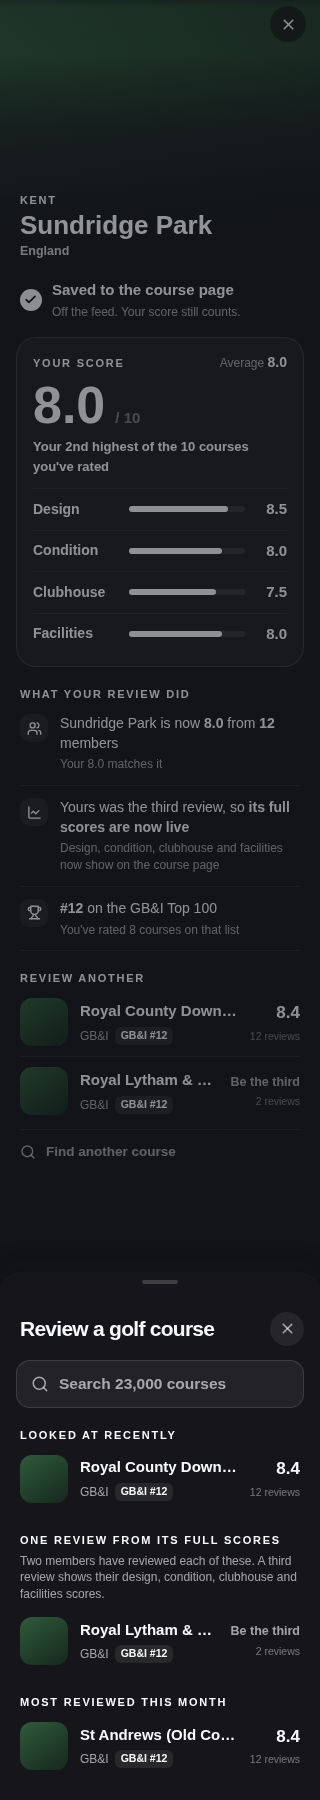 KENT
Sundridge Park
England
Saved to the course page
Off the feed. Your score still counts.
YOUR SCORE
Average 8.0
8.0 / 10
Your 2nd highest of the 10 courses
you've rated
Design 8.5
Condition 8.0
Clubhouse 7.5
Facilities 8.0
WHAT YOUR REVIEW DID
Sundridge Park is now 8.0 from 12
members
Your 8.0 matches it
Yours was the third review, so its full
scores are now live
Design, condition, clubhouse and facilities
now show on the course page
#12 on the GB&I Top 100
You've rated 8 courses on that list
REVIEW ANOTHER
Royal County Down… 8.4
GB&I GB&I #12 12 reviews
Royal Lytham & … Be the third
GB&I GB&I #12 2 reviews
Find another course
Review a golf course
Search 23,000 courses
LOOKED AT RECENTLY
Royal County Down… 8.4
GB&I GB&I #12 12 reviews
ONE REVIEW FROM ITS FULL SCORES
Two members have reviewed each of these. A third
review shows their design, condition, clubhouse and
facilities scores.
Royal Lytham & … Be the third
GB&I GB&I #12 2 reviews
MOST REVIEWED THIS MONTH
St Andrews (Old Co… 8.4
GB&I GB&I #12 12 reviews